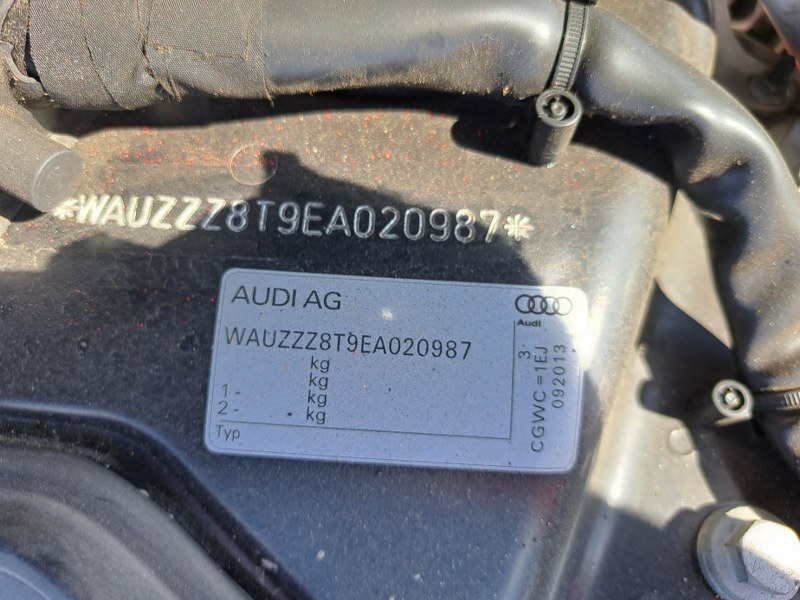 *WAUZZZ8T9EA020987*
AUDI AG
Audi
WAUZZZ8T9EA020987
kg
kg
1 - kg
2 - kg
Typ
3
CGWC=1EJ
092013